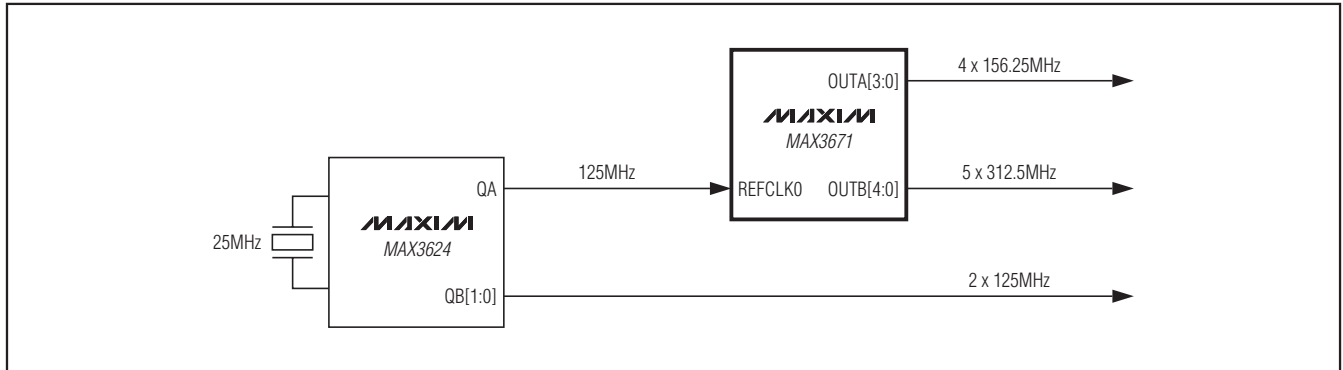 25MHz
MAXIM
MAX3624
QA
QB[1:0]
125MHz
MAXIM
MAX3671
REFCLK0
OUTA[3:0]
OUTB[4:0]
4 x 156.25MHz
5 x 312.5MHz
2 x 125MHz